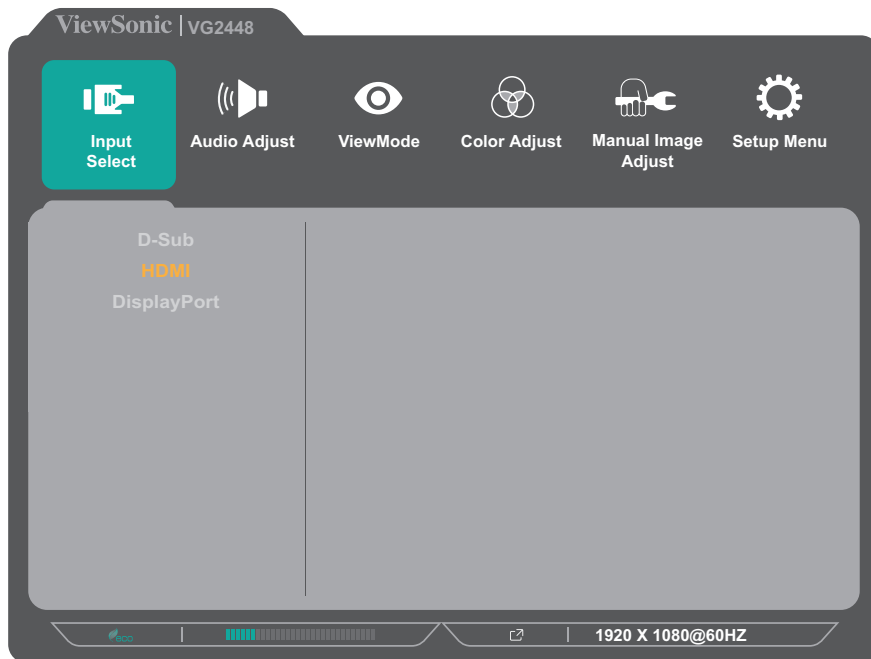 ViewSonic | VG2448
Input
Select
Audio Adjust
ViewMode
Color Adjust
Manual Image
Adjust
Setup Menu
D-Sub
HDMI
DisplayPort
eco
1920 X 1080@60HZ